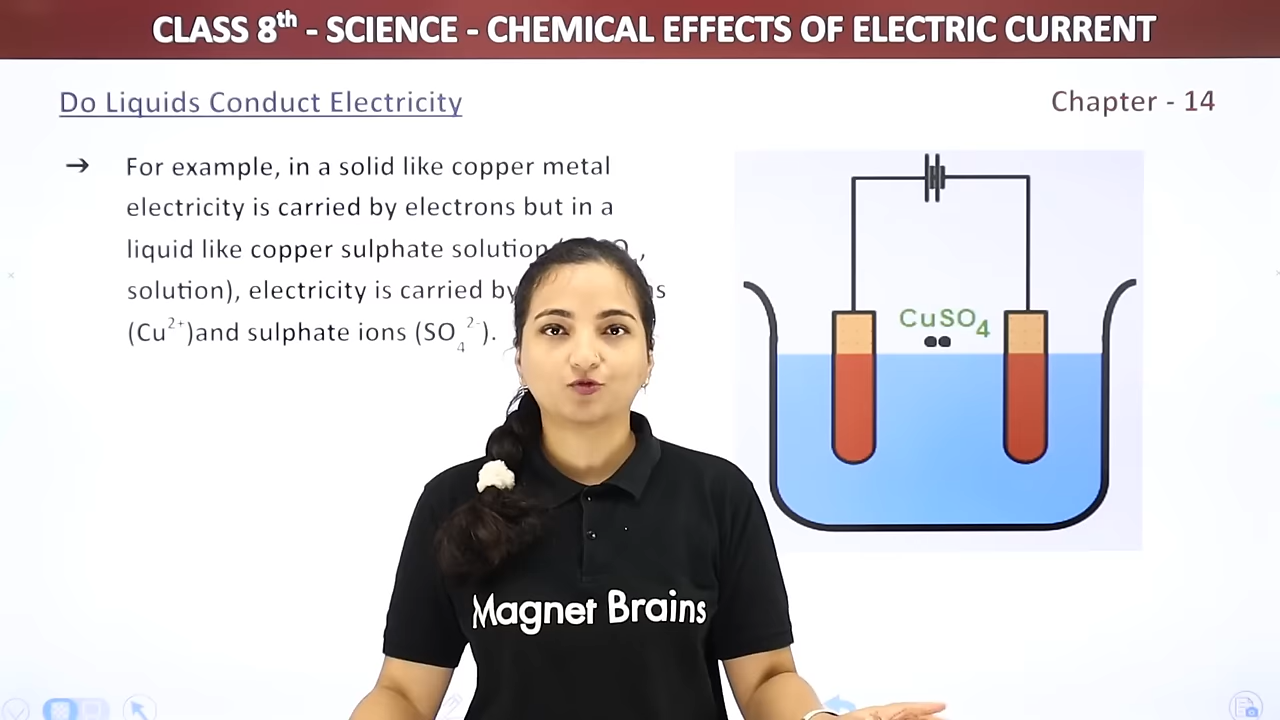 CLASS 8th - SCIENCE - CHEMICAL EFFECTS OF ELECTRIC CURRENT
Do Liquids Conduct Electricity
Chapter - 14
→ For example, in a solid like copper metal
electricity is carried by electrons but in a
liquid like copper sulphate solution
solution), electricity is carried by
(Cu2+)and sulphate ions (SO42-).
CuSO4
Magnet Brains